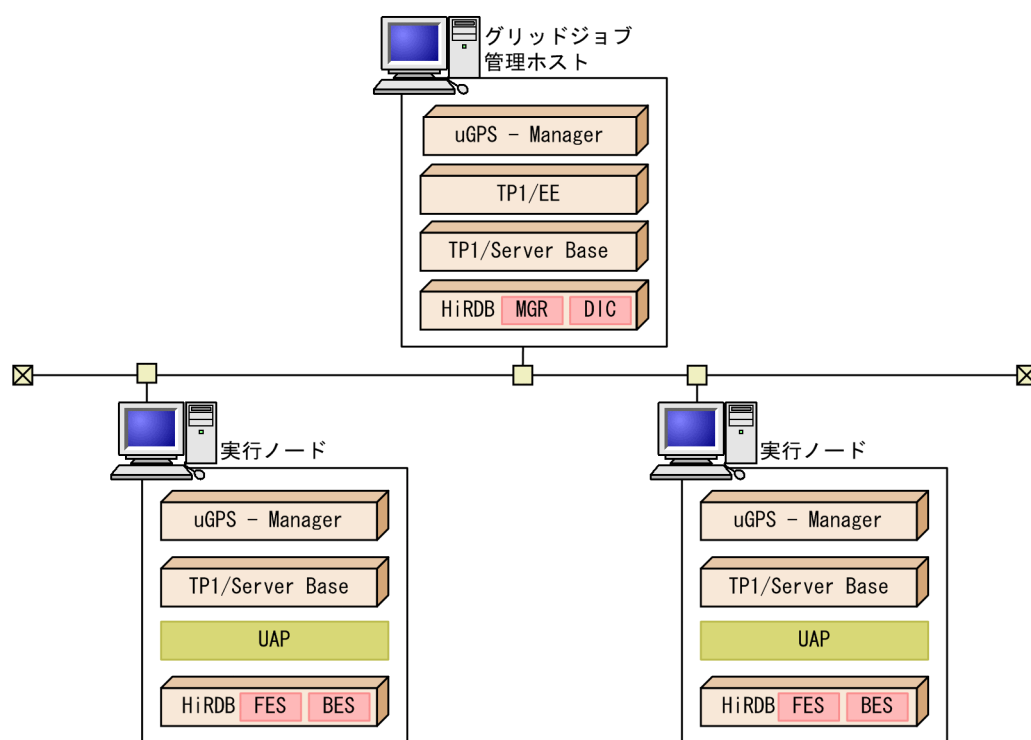 グリッドジョブ
管理ホスト
uGPS − Manager
TP1/EE
TP1/Server Base
HiRDB MGR DIC
実行ノード
uGPS − Manager
TP1/Server Base
UAP
HiRDB FES BES
実行ノード
uGPS − Manager
TP1/Server Base
UAP
HiRDB FES BES